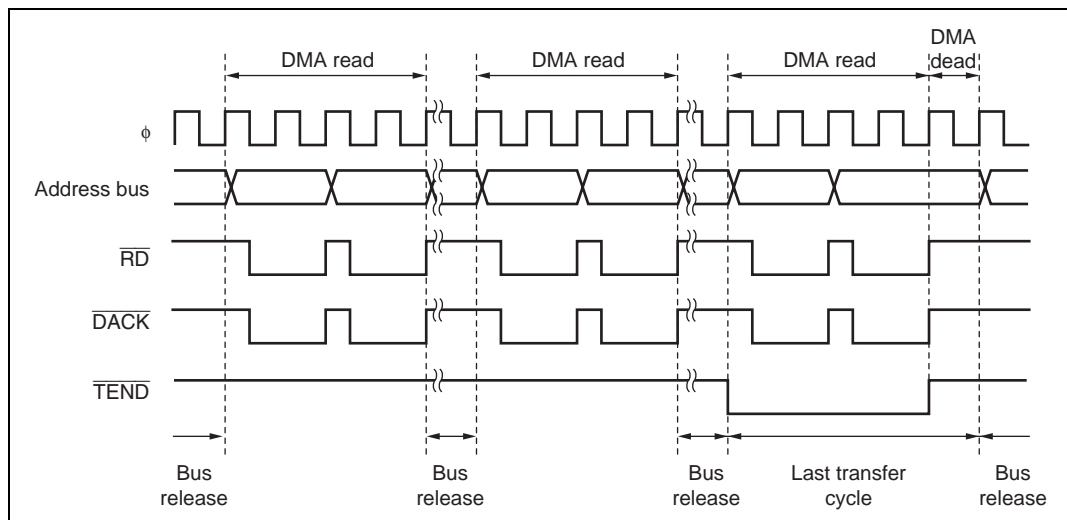 DMA read
DMA read
DMA read
DMA
dead
φ
Address bus
RD
DACK
TEND
Bus
release
Bus
release
Bus
release
Last transfer
cycle
Bus
release